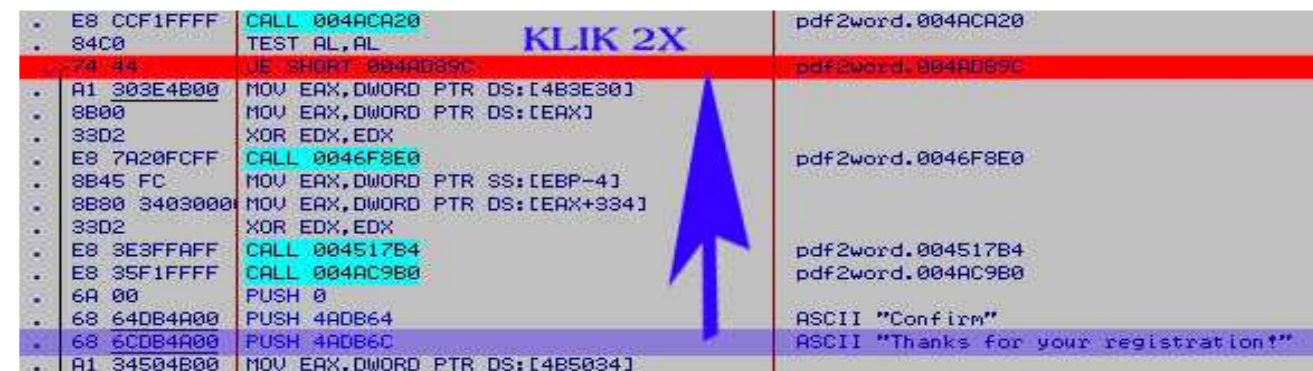 . E8 CCF1FFFF CALL 004ACA20 pdf2word.004ACA20
. 84C0 TEST AL,AL KLIK 2X
74 44 JE SHORT 004AD89C pdf2word.004AD89C
. A1 303E4B00 MOV EAX,DWORD PTR DS:[4B3E30]
. 8B00 MOV EAX,DWORD PTR DS:[EAX]
. 33D2 XOR EDX,EDX
. E8 7A20FCFF CALL 0046F8E0 pdf2word.0046F8E0
. 8B45 FC MOV EAX,DWORD PTR SS:[EBP-4]
. 8B80 3403000 MOV EAX,DWORD PTR DS:[EAX+334]
. 33D2 XOR EDX,EDX
. E8 3E3FFAFF CALL 004517B4 pdf2word.004517B4
. E8 35F1FFFF CALL 004AC9B0 pdf2word.004AC9B0
. 6A 00 PUSH 0
. 68 64DB4A00 PUSH 4ADB64 ASCII "Confirm"
. 68 6CDB4A00 PUSH 4ADB6C ASCII "Thanks for your registration!"
. A1 34504B00 MOV EAX,DWORD PTR DS:[4B5034]